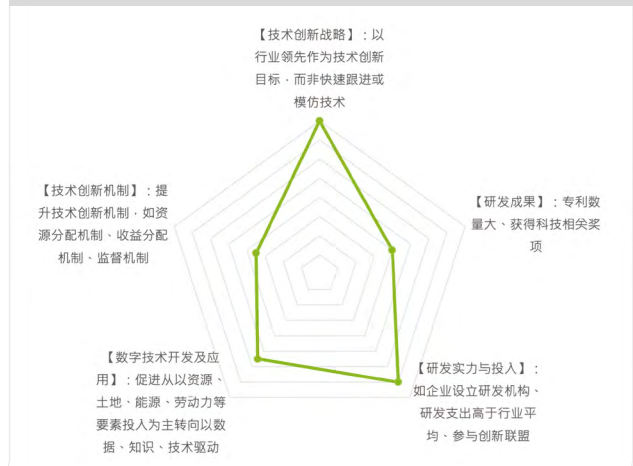 【技术创新战略】：以
行业领先作为技术创新
目标，而非快速跟进或
模仿技术
【研发成果】：专利数
量大、获得科技相关奖
项
【研发实力与投入】：
如企业设立研发机构、
研发支出高于行业平
均、参与创新联盟
【数字技术开发及应
用】：促进从以资源、
土地、能源、劳动力等
要素投入为主转向以数
据、知识、技术驱动
【技术创新机制】：提
升技术创新机制，如资
源分配机制、收益分配
机制、监督机制